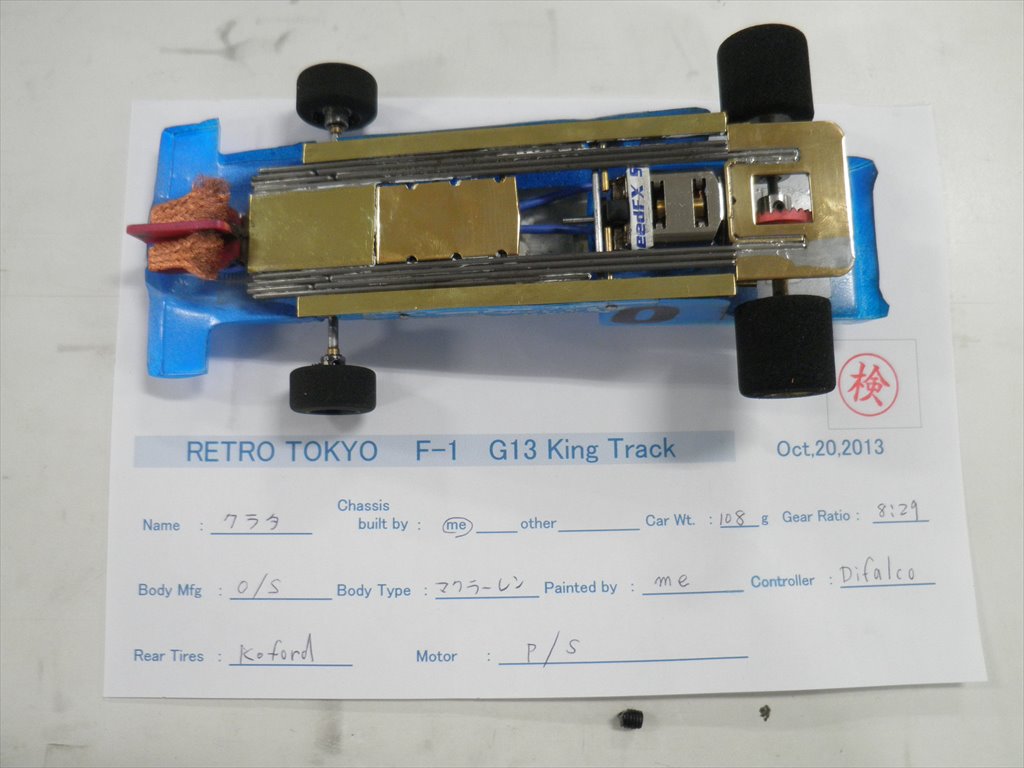 eedFX S
O
検
RETRO TOKYO F-1 G13 King Track Oct,20,2013
Name : クラタ Chassis built by : me other Car Wt. : 108 g Gear Ratio : 8:29
Body Mfg : O/S Body Type : マクラーレン Painted by : me Controller : Difalco
Rear Tires : Koford Motor : P/S